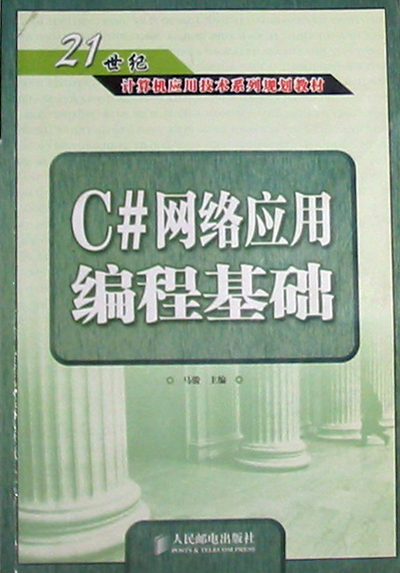 21世纪
计算机应用技术系列规划教材
C#网络应用
编程基础
马骏 主编
人民邮电出版社
POSTS & TELECOM PRESS